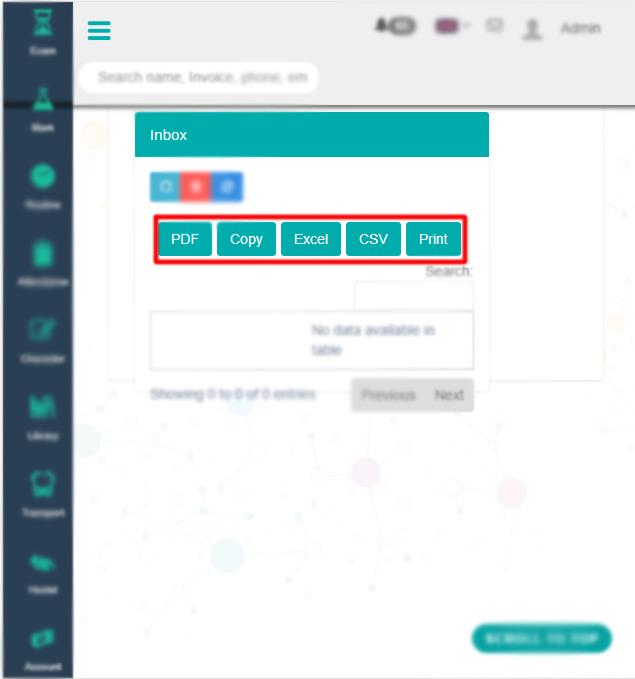 Admin
Search name, Invoice, phone, em
Exam
Mark
Routine
Attendance
Character
Library
Transport
Hostel
Account
Inbox
PDF Copy Excel CSV Print
Search:
No data available in
table
Showing 0 to 0 of 0 entries
Previous Next
SCROLL TO TOP